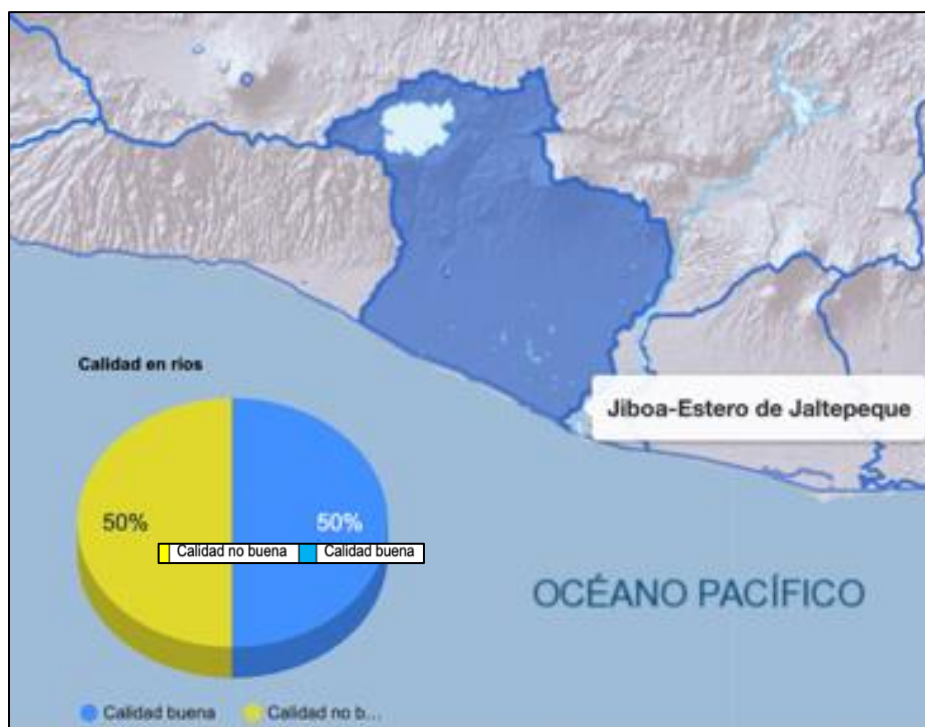 Calidad en ríos
Jiboa-Estero de Jaltepeque
50%
50%
Calidad no buena
Calidad buena
OCÉANO PACÍFICO
Calidad buena
Calidad no b...